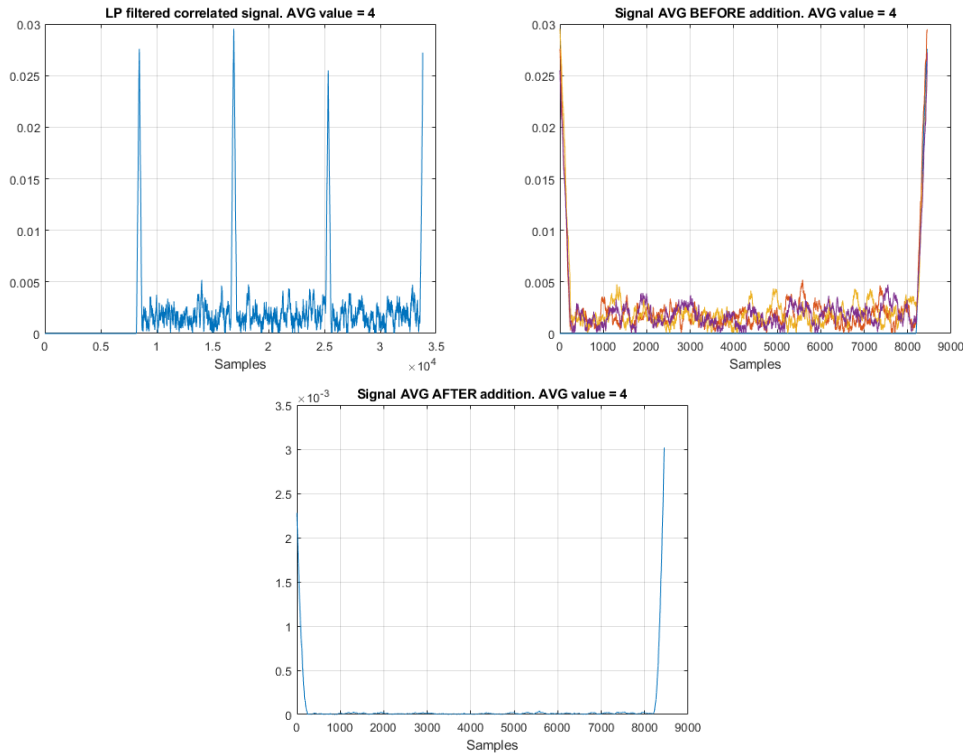 LP filtered correlated signal. AVG value = 4
0.03
0.025
0.02
0.015
0.01
0.005
0
0 0.5 1 1.5 2 2.5 3 3.5
× 10^4
Samples
Signal AVG BEFORE addition. AVG value = 4
0.03
0.025
0.02
0.015
0.01
0.005
0
0 1000 2000 3000 4000 5000 6000 7000 8000 9000
Samples
Signal AVG AFTER addition. AVG value = 4
× 10^-3
3.5
3
2.5
2
1.5
1
0.5
0
0 1000 2000 3000 4000 5000 6000 7000 8000 9000
Samples